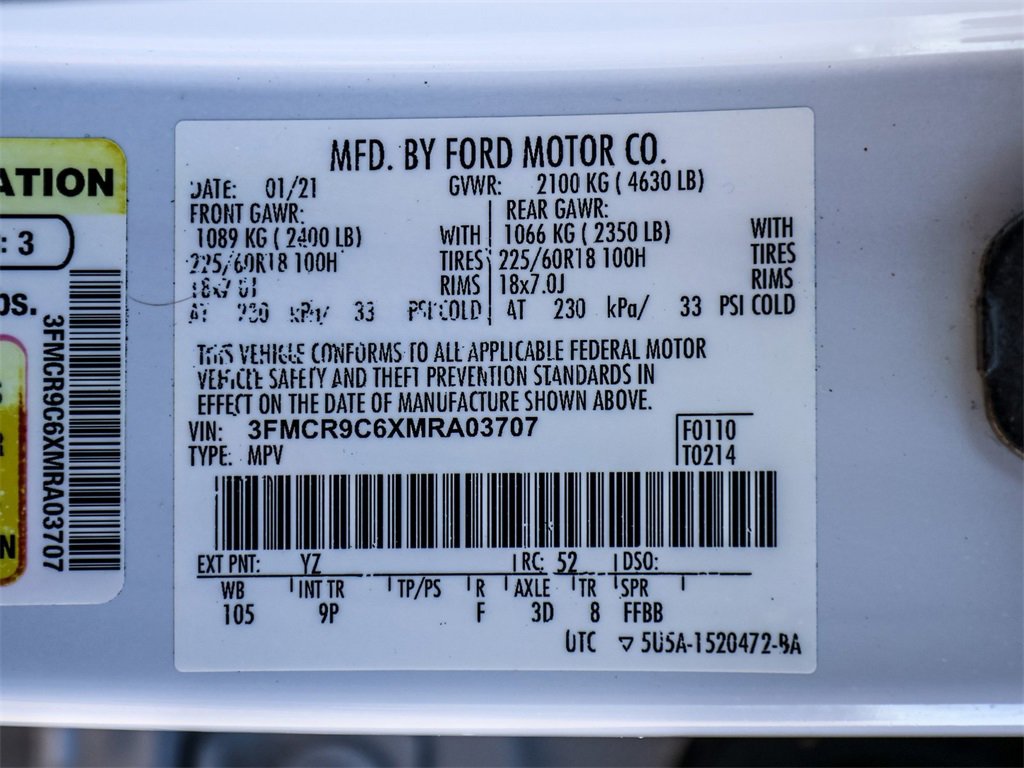 ATION
: 3
bs.
3FMCR9C6XMRA03707
N
MFD. BY FORD MOTOR CO.
DATE: 01/21 GVWR: 2100 KG ( 4630 LB)
FRONT GAWR: REAR GAWR:
1089 KG ( 2400 LB) WITH 1066 KG ( 2350 LB) WITH
225/60R18 100H TIRES 225/60R18 100H TIRES
18x7.0J RIMS 18x7.0J RIMS
AT 230 kPa/ 33 PSI COLD AT 230 kPa/ 33 PSI COLD
THIS VEHICLE CONFORMS TO ALL APPLICABLE FEDERAL MOTOR
VEHICLE SAFETY AND THEFT PREVENTION STANDARDS IN
EFFECT ON THE DATE OF MANUFACTURE SHOWN ABOVE.
VIN: 3FMCR9C6XMRA03707 F0110
TYPE: MPV T0214
EXT PNT: YZ RC: 52 DSO:
WB INT TR TP/PS R AXLE TR SPR
105 9P F 3D 8 FFBB
UTC ▽ 5U5A-1520472-BA